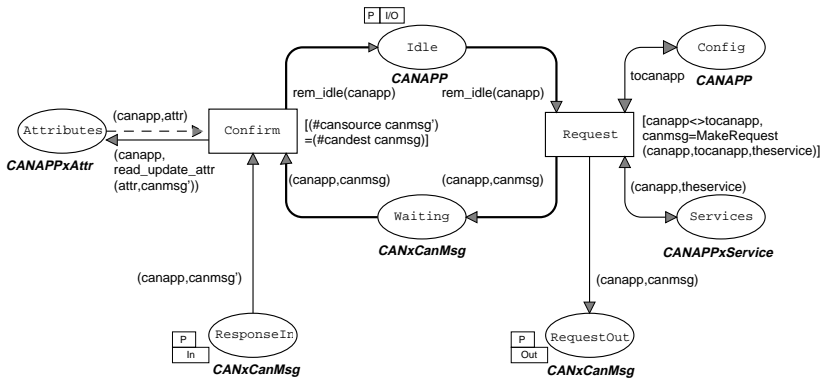 P I/O
Idle
CANAPP
Config
CANAPP
tocanapp
rem_idle(canapp)
rem_idle(canapp)
(canapp,attr)
Attributes
CANAPPxAttr
(canapp,
read_update_attr
(attr,canmsg'))
Confirm
[(#cansource canmsg')
=(#candest canmsg)]
Request
[canapp<>tocanapp,
canmsg=MakeRequest
(canapp,tocanapp,theservice)]
(canapp,canmsg)
(canapp,canmsg)
Waiting
CANxCanMsg
(canapp,theservice)
Services
CANAPPxService
(canapp,canmsg')
(canapp,canmsg)
P
In
ResponseIn
CANxCanMsg
P
Out
RequestOut
CANxCanMsg